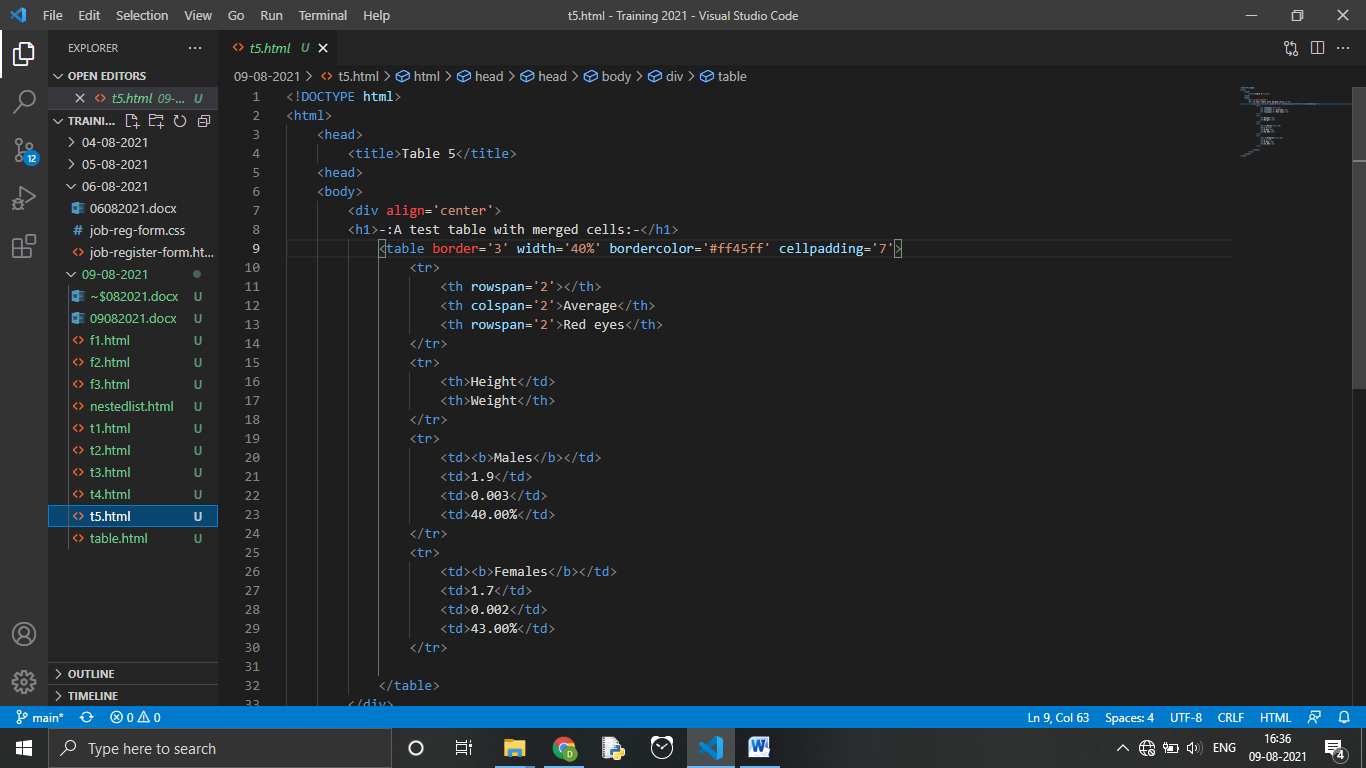 File Edit Selection View Go Run Terminal Help
t5.html - Training 2021 - Visual Studio Code
EXPLORER
OPEN EDITORS
t5.html 09-... U
TRAINI...
04-08-2021
05-08-2021
06-08-2021
06082021.docx
job-reg-form.css
job-register-form.ht...
09-08-2021
~$082021.docx U
09082021.docx U
f1.html U
f2.html U
f3.html U
nestedlist.html U
t1.html U
t2.html U
t3.html U
t4.html U
t5.html U
table.html U
OUTLINE
TIMELINE
12
t5.html U
09-08-2021 > t5.html > html > head > head > body > div > table
1 <!DOCTYPE html>
2 <html>
3 <head>
4 <title>Table 5</title>
5 <head>
6 <body>
7 <div align='center'>
8 <h1>-:A test table with merged cells:-</h1>
9 <table border='3' width='40%' bordercolor='#ff45ff' cellpadding='7'>
10 <tr>
11 <th rowspan='2'></th>
12 <th colspan='2'>Average</th>
13 <th rowspan='2'>Red eyes</th>
14 </tr>
15 <tr>
16 <th>Height</td>
17 <th>Weight</th>
18 </tr>
19 <tr>
20 <td><b>Males</b></td>
21 <td>1.9</td>
22 <td>0.003</td>
23 <td>40.00%</td>
24 </tr>
25 <tr>
26 <td><b>Females</b></td>
27 <td>1.7</td>
28 <td>0.002</td>
29 <td>43.00%</td>
30 </tr>
31
32 </table>
33 </div>
main* 0 0
Ln 9, Col 63 Spaces: 4 UTF-8 CRLF HTML
Type here to search
ENG
16:36
09-08-2021
4